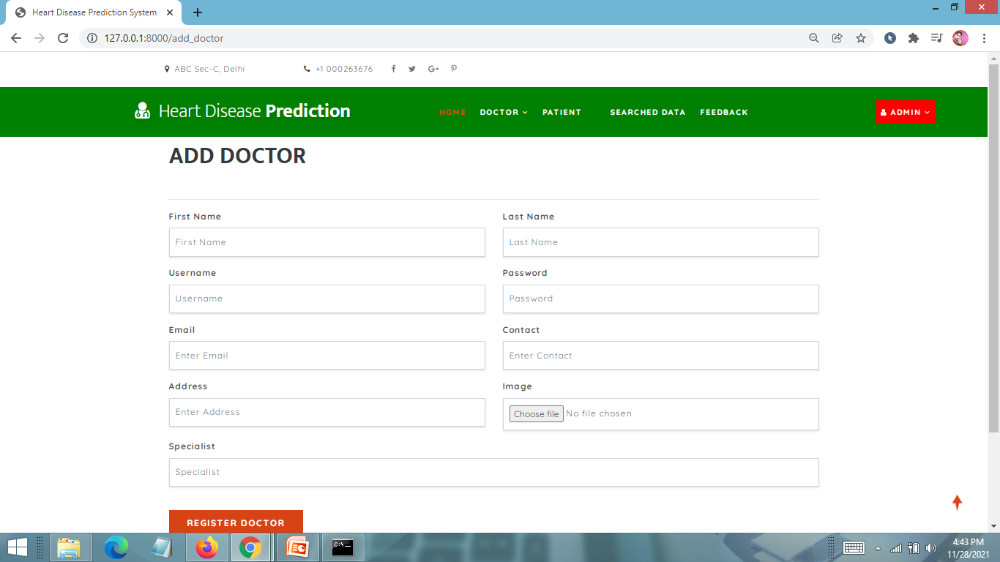 Heart Disease Prediction System
127.0.0.1:8000/add_doctor
ABC Sec-C, Delhi +1 000263676
Heart Disease Prediction HOME DOCTOR PATIENT SEARCHED DATA FEEDBACK ADMIN
ADD DOCTOR
First Name Last Name
First Name Last Name
Username Password
Username Password
Email Contact
Enter Email Enter Contact
Address Image
Enter Address Choose file No file chosen
Specialist
Specialist
REGISTER DOCTOR
4:43 PM
11/28/2021